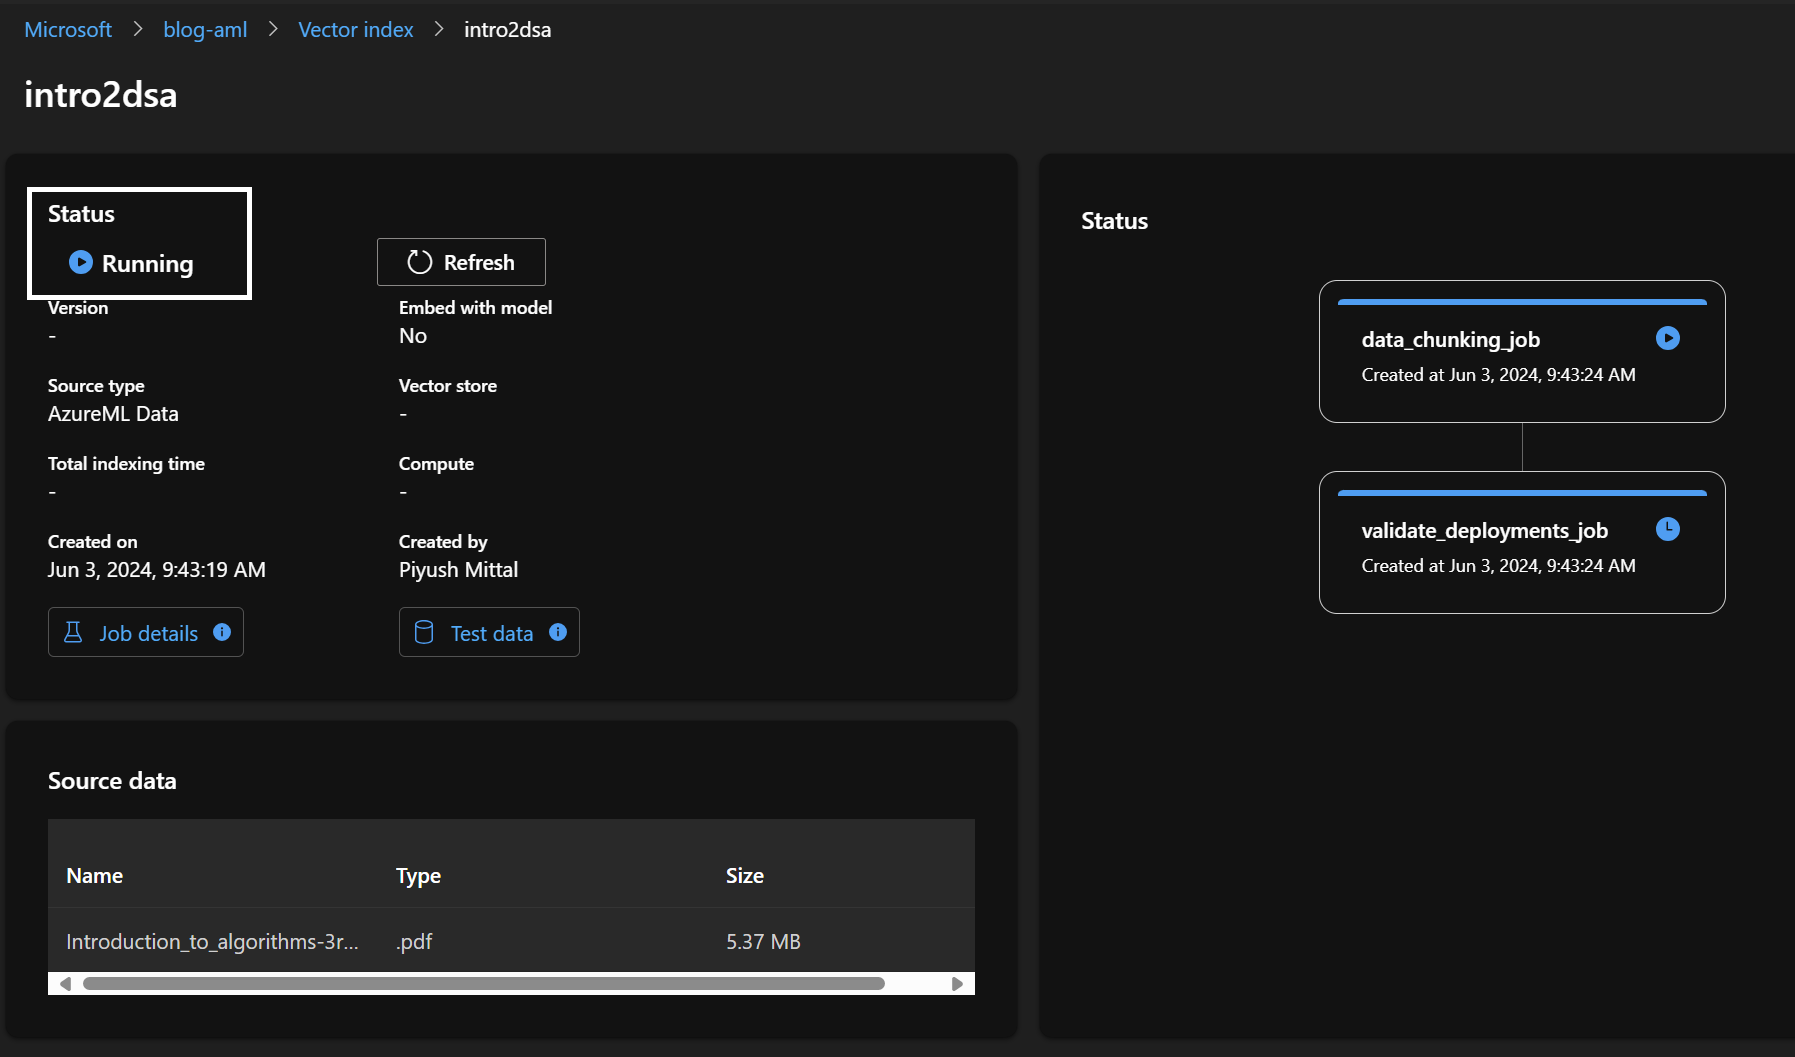 Microsoft > blog-aml > Vector index > intro2dsa
intro2dsa
Status
Running
Refresh
Version
-
Embed with model
No
Source type
AzureML Data
Vector store
-
Total indexing time
-
Compute
-
Created on
Jun 3, 2024, 9:43:19 AM
Created by
Piyush Mittal
Job details
Test data
Source data
Name Type Size
Introduction_to_algorithms-3r... .pdf 5.37 MB
Status
data_chunking_job
Created at Jun 3, 2024, 9:43:24 AM
validate_deployments_job
Created at Jun 3, 2024, 9:43:24 AM